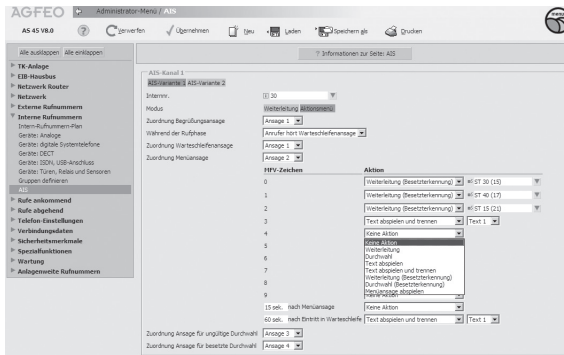 AGFEO Administrator-Menü / AIS
AS 45 V8.0 ? Verwerfen Übernehmen Neu Laden Speichern als Drucken
Alle ausklappen Alle einklappen
? Informationen zur Seite: AIS
TK-Anlage
EIB-Hausbus
Netzwerk Router
Netzwerk
Externe Rufnummern
Interne Rufnummern
Intern-Rufnummern-Plan
Geräte: Analoge
Geräte: digitale Systemtelefone
Geräte: DECT
Geräte: ISDN, USB-Anschluss
Geräte: Türen, Relais und Sensoren
Gruppen definieren
AIS
Rufe ankommend
Rufe abgehend
Telefon-Einstellungen
Verbindungsdaten
Sicherheitsmerkmale
Spezialfunktionen
Wartung
Anlagenweite Rufnummern
AIS-Kanal 1
AIS-Variante 1 AIS-Variante 2
Internnr. 30
Modus Weiterleitung Aktionsmenü
Zuordnung Begrüßungsansage Ansage 1
Während der Rufphase Anrufer hört Warteschleifenansage
Zuordnung Warteschleifenansage Ansage 1
Zuordnung Menüansage Ansage 2
MFV-Zeichen Aktion
0 Weiterleitung (Besetzterkennung) ST 30 (15)
1 Weiterleitung (Besetzterkennung) ST 40 (17)
2 Weiterleitung (Besetzterkennung) ST 15 (21)
3 Text abspielen und trennen Text 1
4 Keine Aktion
5 Keine Aktion
Weiterleitung
6 Durchwahl
Text abspielen
7 Text abspielen und trennen
Weiterleitung (Besetzterkennung)
8 Durchwahl (Besetzterkennung)
Menüansage abspielen
9 Keine Aktion
15 sek. nach Menüansage Keine Aktion
60 sek. nach Eintritt in Warteschleife Text abspielen und trennen Text 1
Zuordnung Ansage für ungültige Durchwahl Ansage 3
Zuordnung Ansage für besetzte Durchwahl Ansage 4